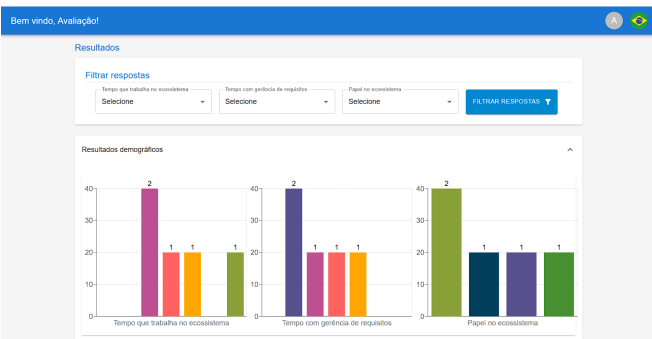 Bem vindo, Avaliação!
A
Resultados
Filtrar respostas
Tempo que trabalha no ecossistema
Selecione
Tempo com gerência de requisitos
Selecione
Papel no ecossistema
Selecione
FILTRAR RESPOSTAS
Resultados demográficos
40
30
20
10
0
2
1
1
1
Tempo que trabalha no ecossistema
40
30
20
10
0
2
1
1
1
Tempo com gerência de requisitos
40
30
20
10
0
2
1
1
1
Papel no ecossistema